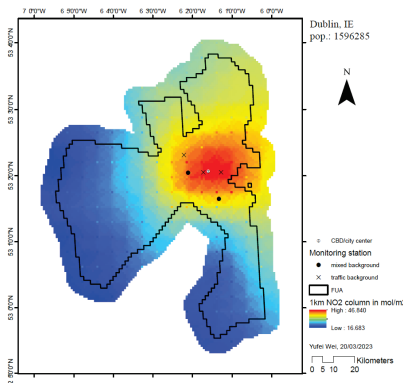 7 0'0"W 6 50'0"W 6 40'0"W 6 30'0"W 6 20'0"W 6 10'0"W 6 0'0"W
Dublin, IE
pop.: 1596285
53 40'0"N
N
53 30'0"N
53 20'0"N
53 10'0"N
CBD/city center
Monitoring station
mixed background
traffic background
FUA
1km NO2 column in mol/m
High : 46.840
Low : 16.683
Yufei Wei, 20/03/2023
0 5 10 20
Kilometers